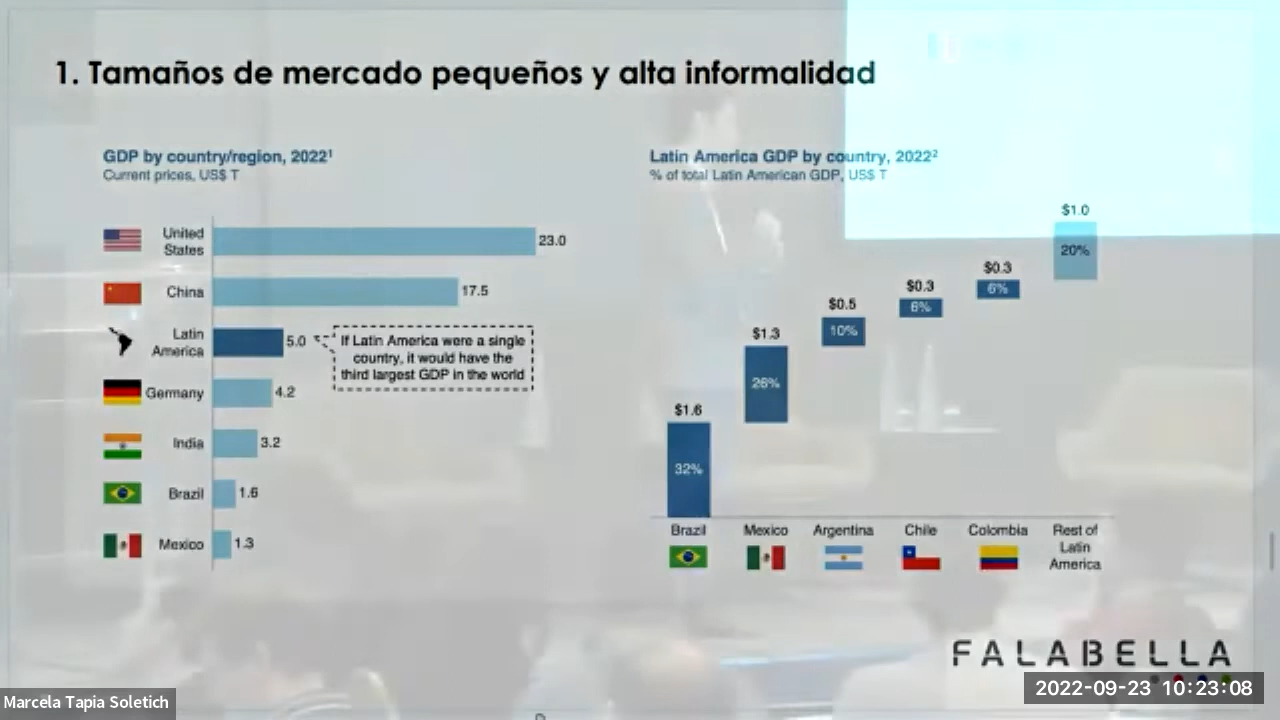 1. Tamaños de mercado pequeños y alta informalidad
GDP by country/region, 2022¹
Current prices, US$ T
United
States
23.0
China
17.5
Latin
America
5.0
If Latin America were a single
country, it would have the
third largest GDP in the world
Germany
4.2
India
3.2
Brazil
1.6
Mexico
1.3
Latin America GDP by country, 2022²
% of total Latin American GDP, US$ T
$1.6
32%
$1.3
26%
$0.5
10%
$0.3
6%
$0.3
6%
$1.0
20%
Brazil
Mexico
Argentina
Chile
Colombia
Rest of
Latin
America
FALABELLA
Marcela Tapia Soletich
2022-09-23 10:23:08